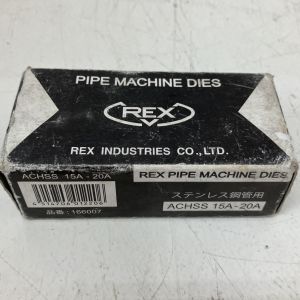 PIPE MACHINE DIES
REX
REX INDUSTRIES CO.,LTD.
ACHSS 15A-20A
品番:166007
REX PIPE MACHINE DIES
ステンレス鋼管用
ACHSS 15A-20A